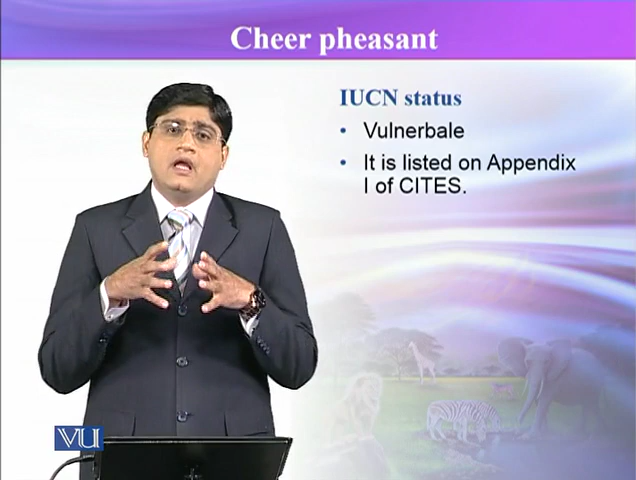 Cheer pheasant
IUCN status
• Vulnerbale
• It is listed on Appendix
I of CITES.
VU